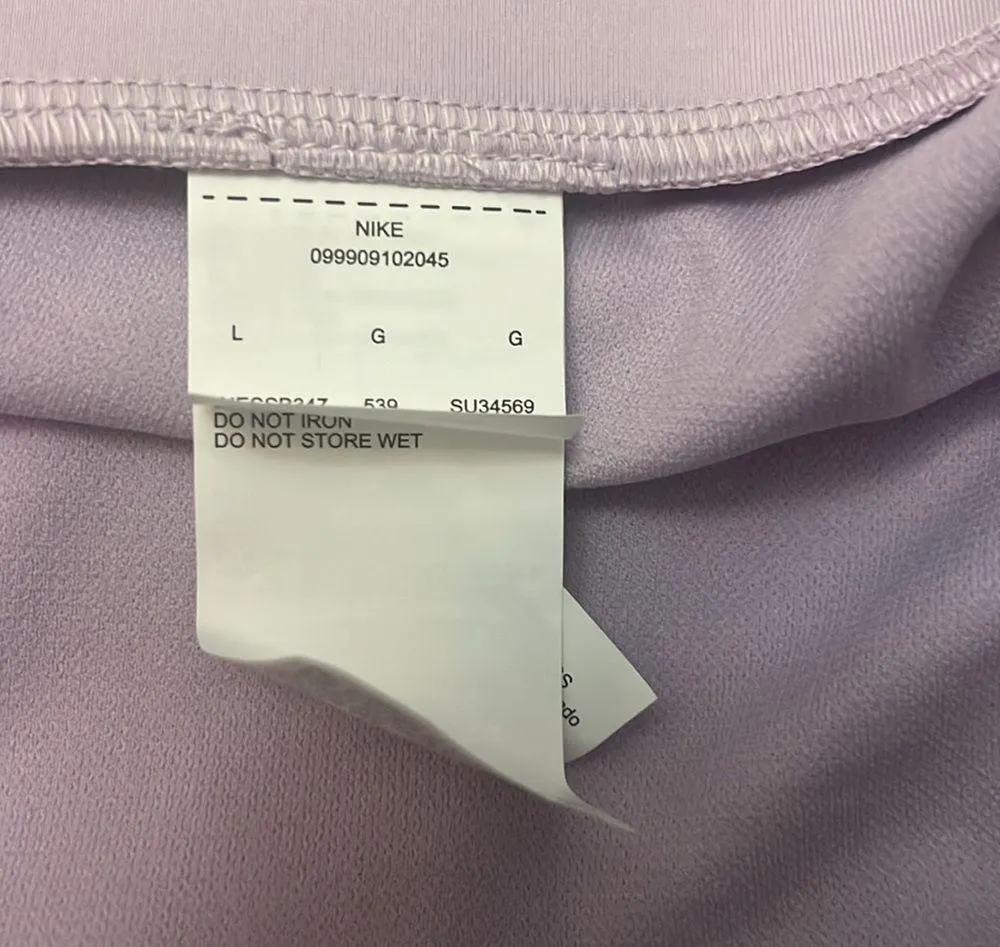 NIKE
099909102045
L G G
539 SU34569
DO NOT IRON
DO NOT STORE WET